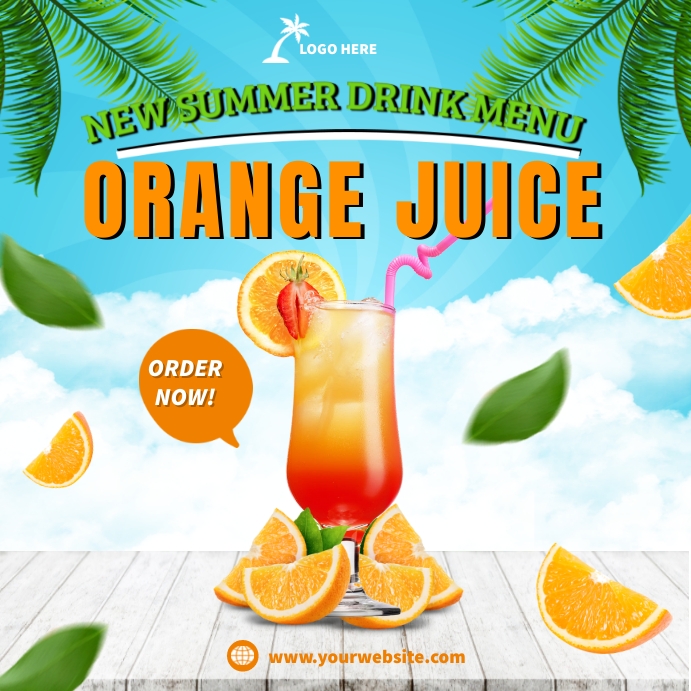 LOGO HERE
NEW SUMMER DRINK MENU
ORANGE JUICE
ORDER
NOW!
www.yourwebsite.com